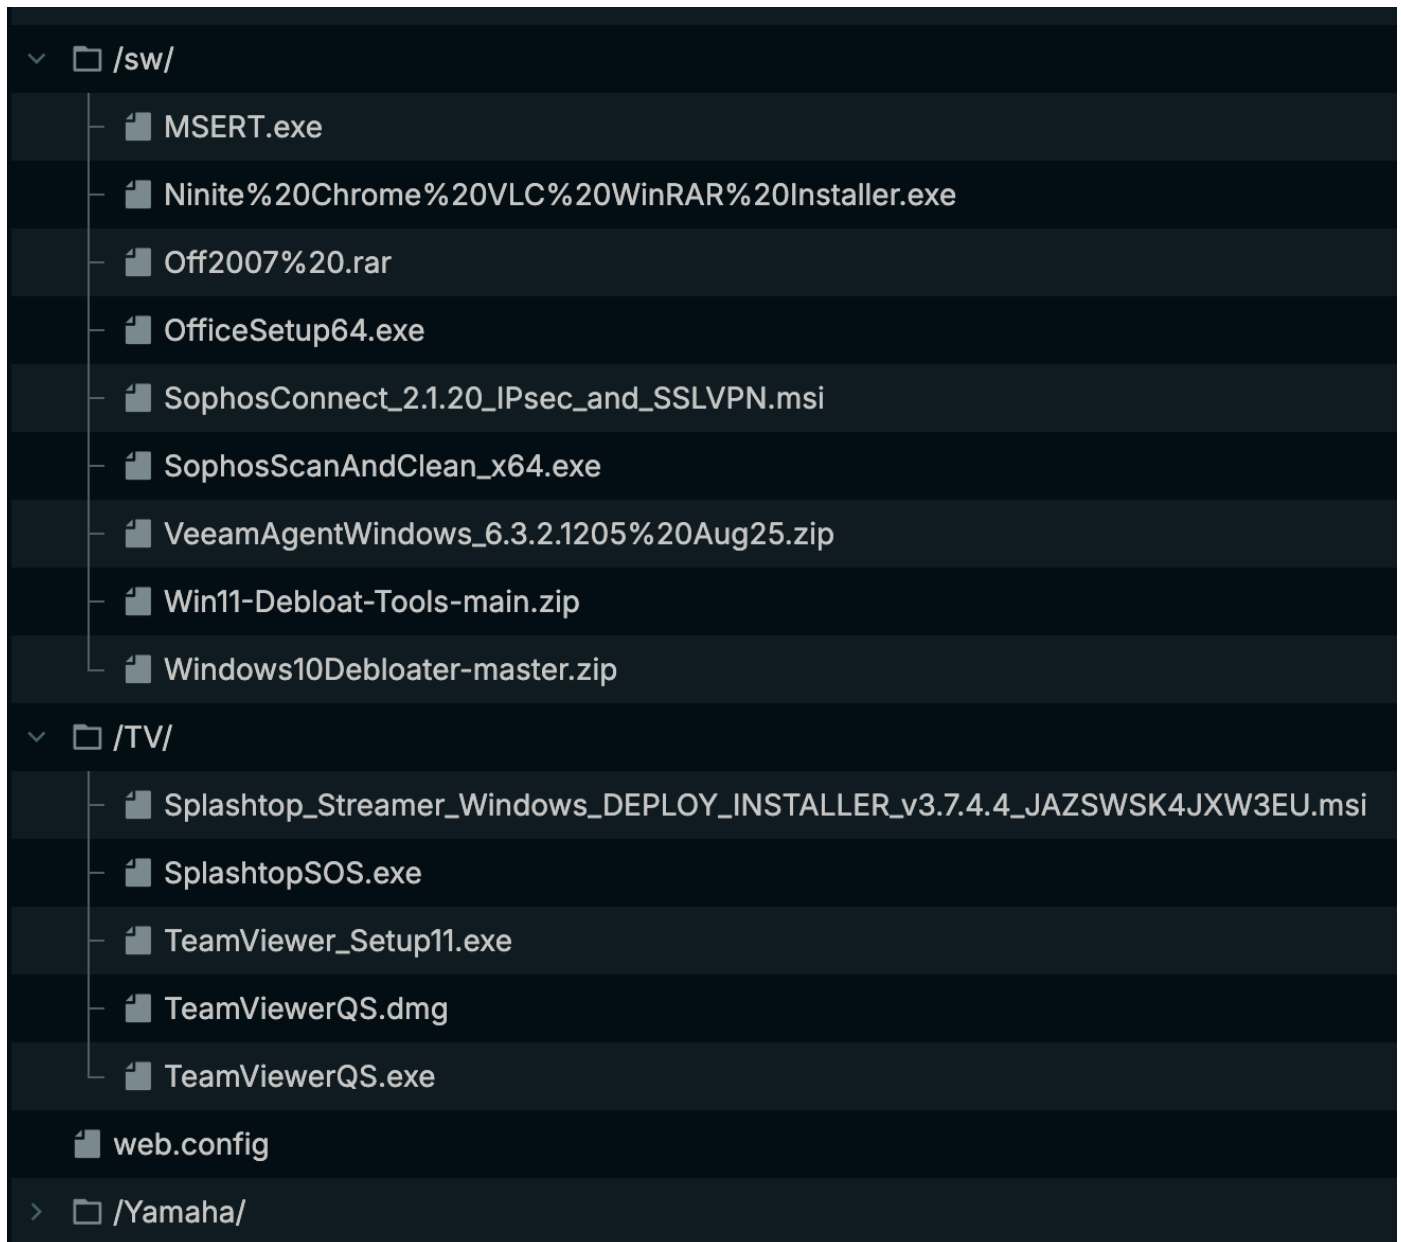 /sw/
MSERT.exe
Ninite%20Chrome%20VLC%20WinRAR%20Installer.exe
Off2007%20.rar
OfficeSetup64.exe
SophosConnect_2.1.20_IPsec_and_SSLVPN.msi
SophosScanAndClean_x64.exe
VeeamAgentWindows_6.3.2.1205%20Aug25.zip
Win11-Debloat-Tools-main.zip
Windows10Debloater-master.zip
/TV/
Splashtop_Streamer_Windows_DEPLOY_INSTALLER_v3.7.4.4_JAZSWSK4JXW3EU.msi
SplashtopSOS.exe
TeamViewer_Setup11.exe
TeamViewerQS.dmg
TeamViewerQS.exe
web.config
/Yamaha/